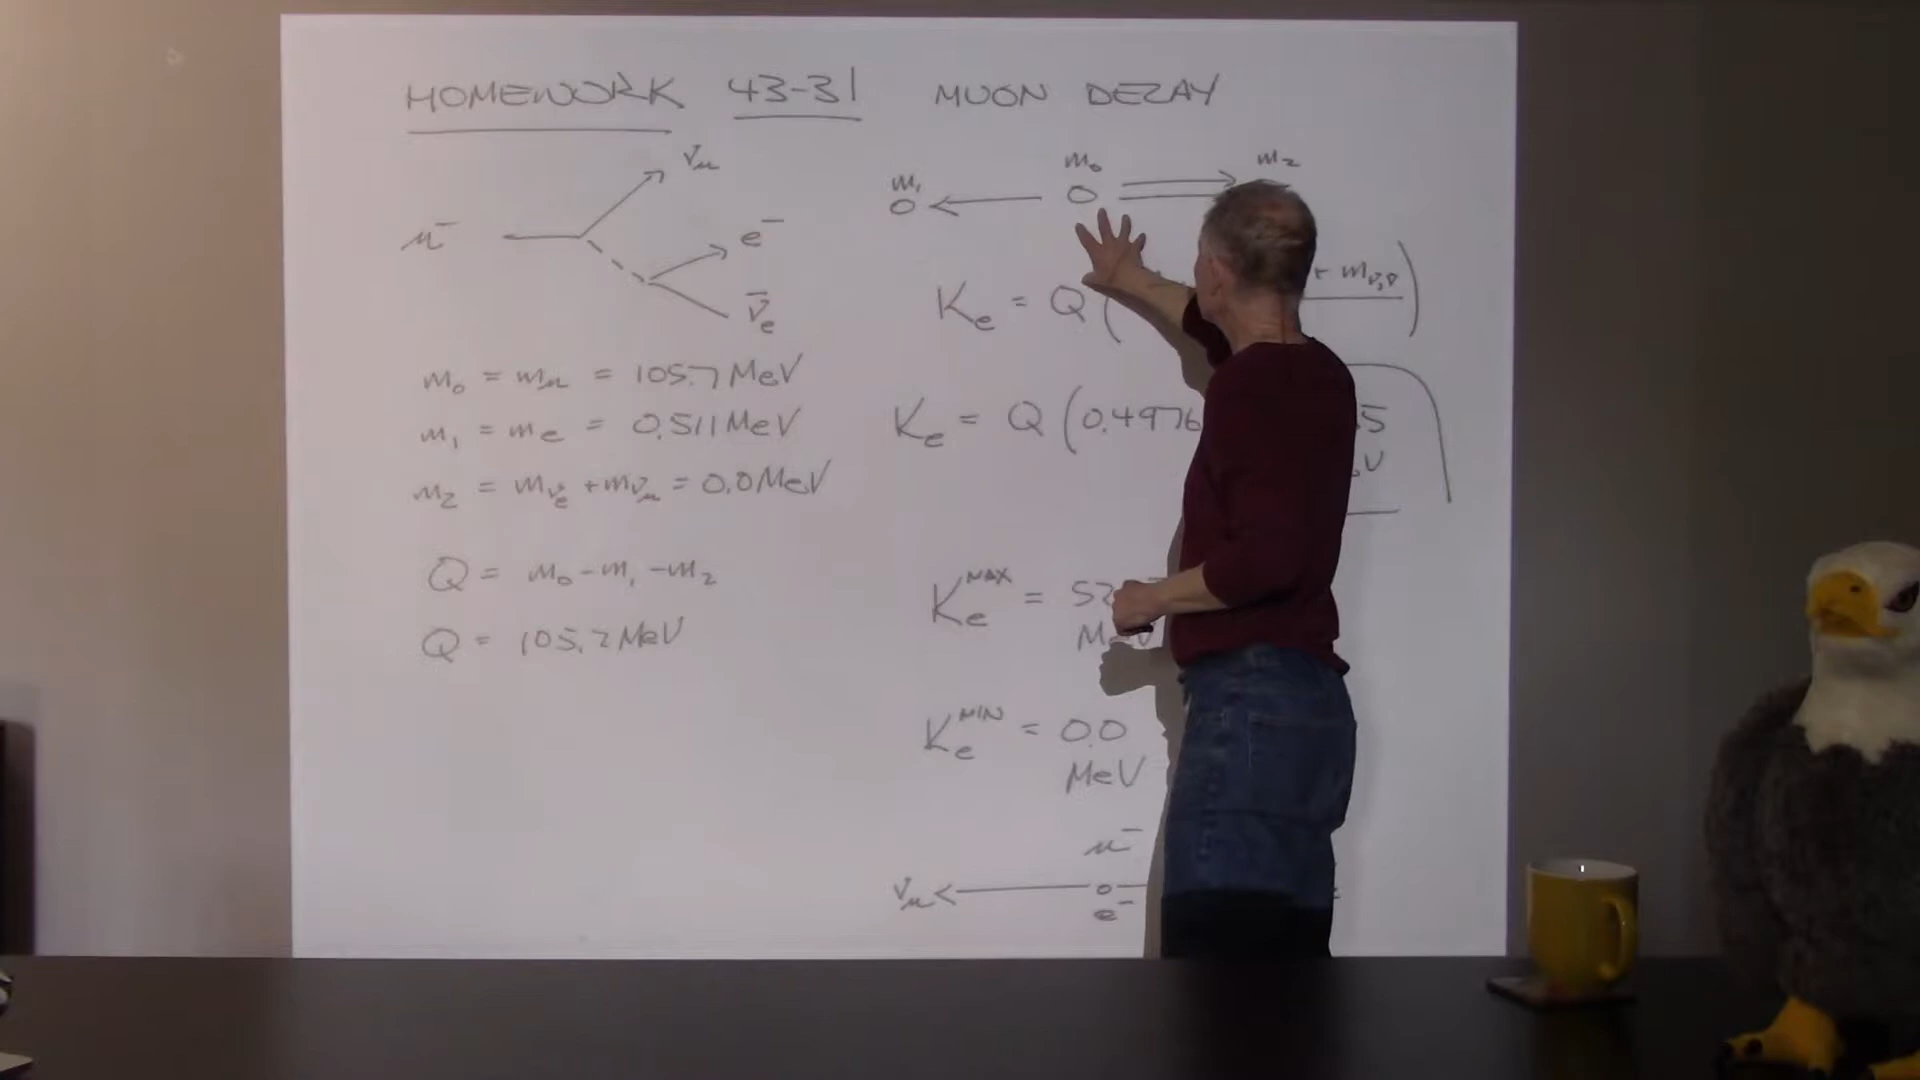 HOMEWORK 43-31 MUON DECAY
νμ
μ⁻
e⁻
ν̄e
m₀ = mμ = 105.7 MeV
m₁ = me = 0.511 MeV
m₂ = mνe + mνμ = 0.0 MeV
Q = m₀ - m₁ - m₂
Q = 105.2 MeV
m₁ m₀ m₂
Ke = Q ( + mν,ν̄ )
Ke = Q (0.4976
Ke MAX = 52
MeV
Ke MIN = 0.0
MeV
μ⁻
νμ
e⁻